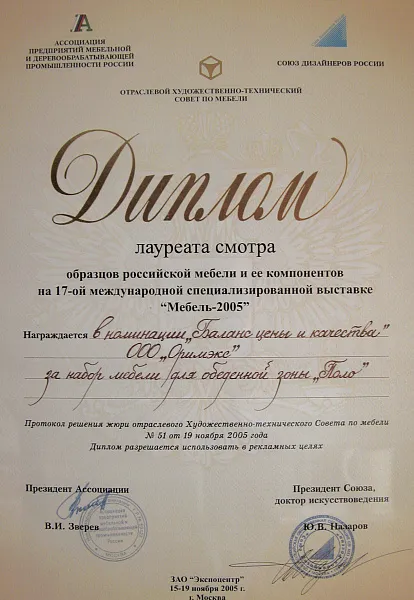 АССОЦИАЦИЯ
ПРЕДПРИЯТИЙ МЕБЕЛЬНОЙ
И ДЕРЕВООБРАБАТЫВАЮЩЕЙ
ПРОМЫШЛЕННОСТИ РОССИИ
СОЮЗ ДИЗАЙНЕРОВ РОССИИ
ОТРАСЛЕВОЙ ХУДОЖЕСТВЕННО-ТЕХНИЧЕСКИЙ
СОВЕТ ПО МЕБЕЛИ
Диплом
лауреата смотра
образцов российской мебели и ее компонентов
на 17-ой международной специализированной выставке
“Мебель-2005”
Награждается в номинации „Баланс цены и качества”
ООО „Оримэкс”
за набор мебели для обеденной зоны „Поло”
Протокол решения жюри отраслевого Художественно-технического Совета по мебели
№ 51 от 19 ноября 2005 года
Диплом разрешается использовать в рекламных целях
Президент Ассоциации
В.И. Зверев
Президент Союза,
доктор искусствоведения
Ю.В. Назаров
ЗАО “Экспоцентр”
15-19 ноября 2005 г.
г. Москва